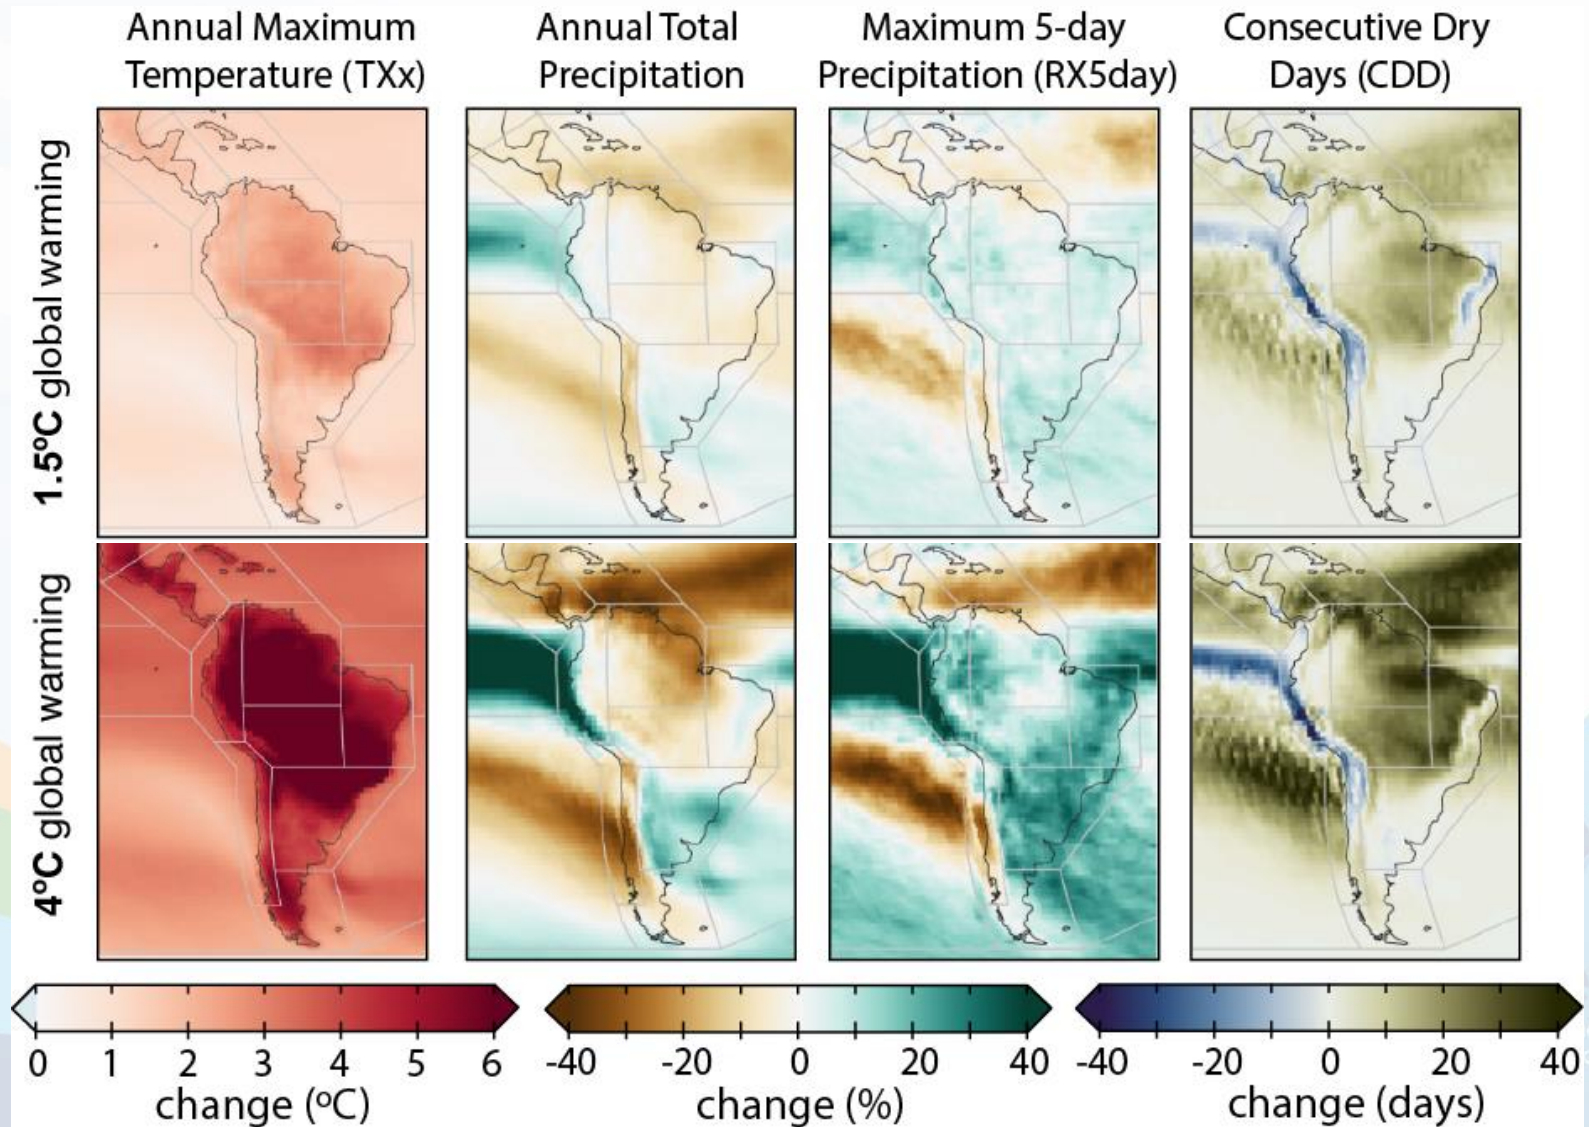 Annual Maximum
Temperature (TXx)
Annual Total
Precipitation
Maximum 5-day
Precipitation (RX5day)
Consecutive Dry
Days (CDD)
1.5ºC global warming
4ºC global warming
0 1 2 3 4 5 6
change (ºC)
-40 -20 0 20 40
change (%)
-40 -20 0 20 40
change (days)